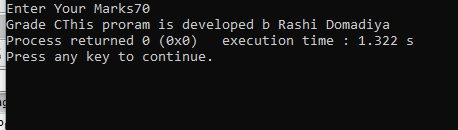 Enter Your Marks70
Grade CThis proram is developed b Rashi Domadiya
Process returned 0 (0x0)   execution time : 1.322 s
Press any key to continue.